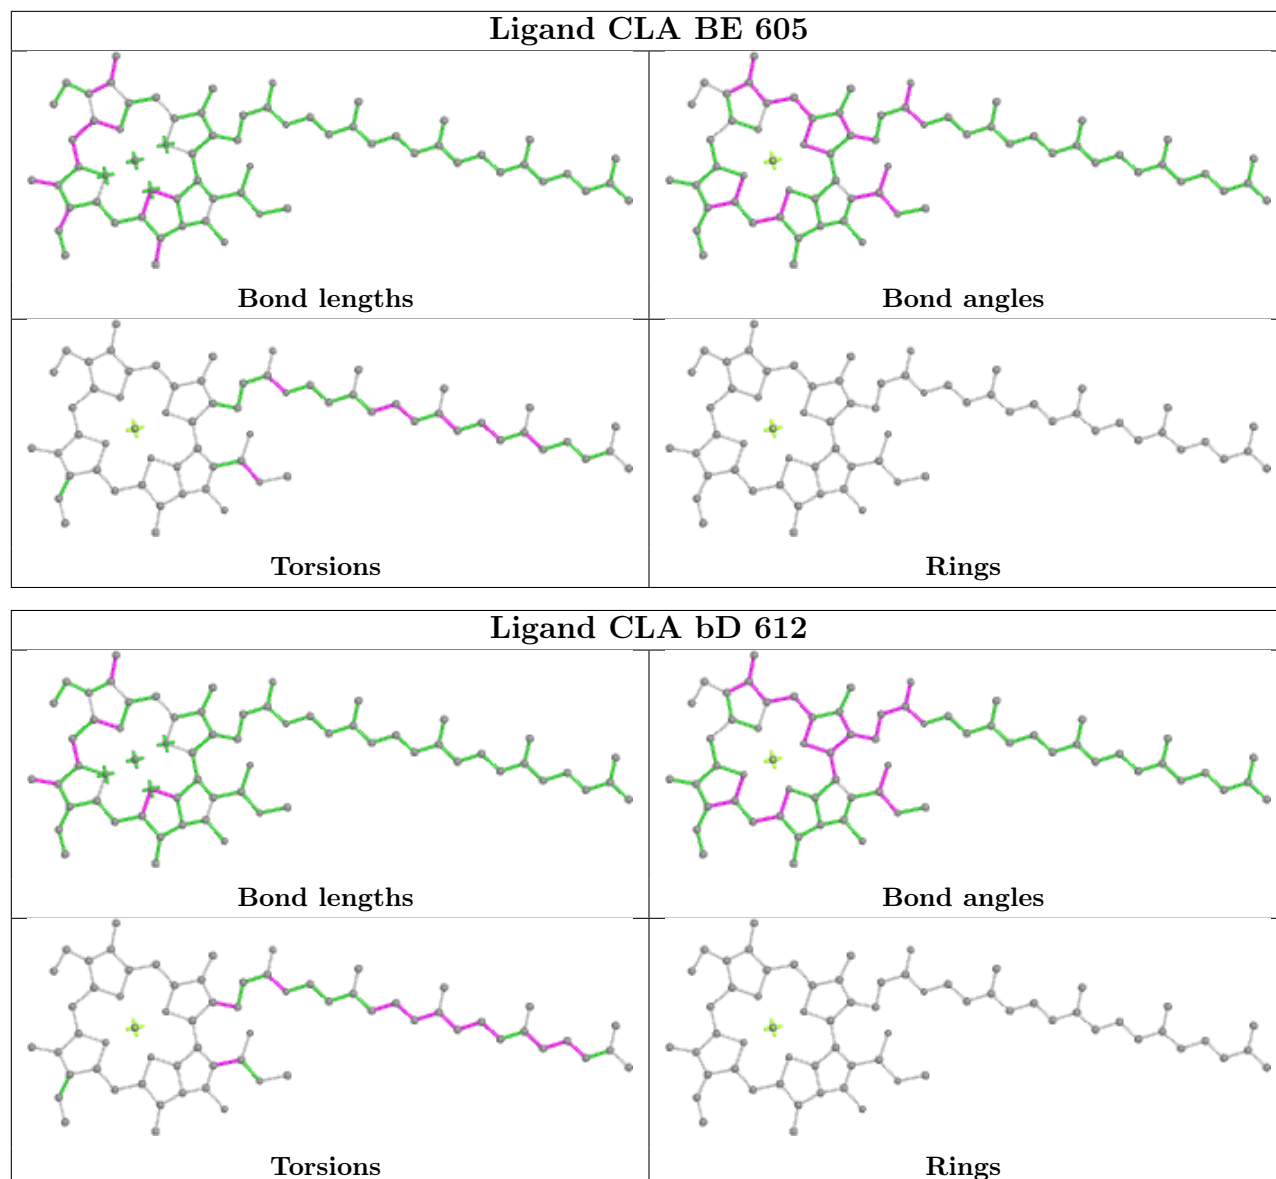 Ligand CLA BE 605
Bond lengths
Bond angles
Torsions
Rings
Ligand CLA bD 612
Bond lengths
Bond angles
Torsions
Rings